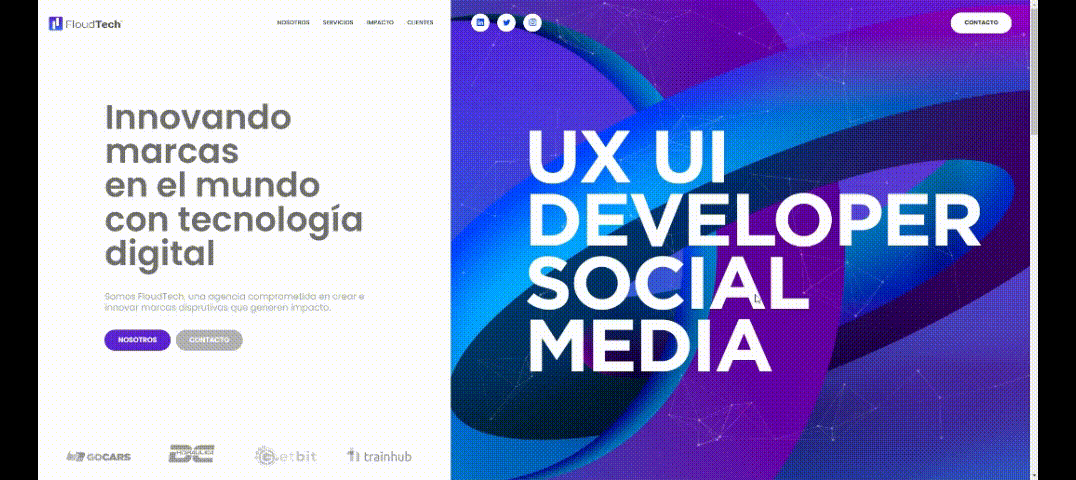 FloudTech
NOSOTROS SERVICIOS IMPACTO CLIENTES
CONTACTO
Innovando
marcas
en el mundo
con tecnología
digital
Somos FloudTech, una agencia comprometida en crear e
innovar marcas disruptivas que generen impacto.
NOSOTROS CONTACTO
UX UI
DEVELOPER
SOCIAL
MEDIA
GOCARS
etbit
trainhub